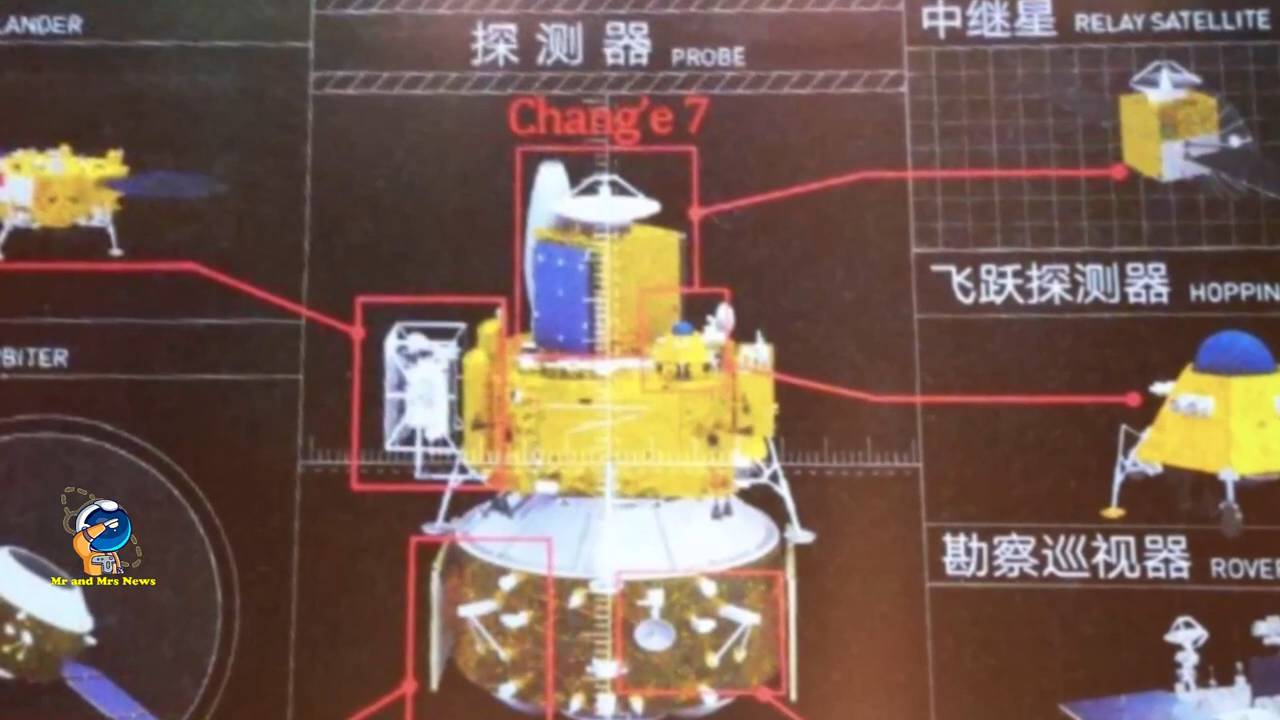 LANDER
探测器 PROBE
中继星 RELAY SATELLITE
Chang'e 7
飞跃探测器 HOPPIN
BITER
勘察巡视器 ROVE
Mr and Mrs News